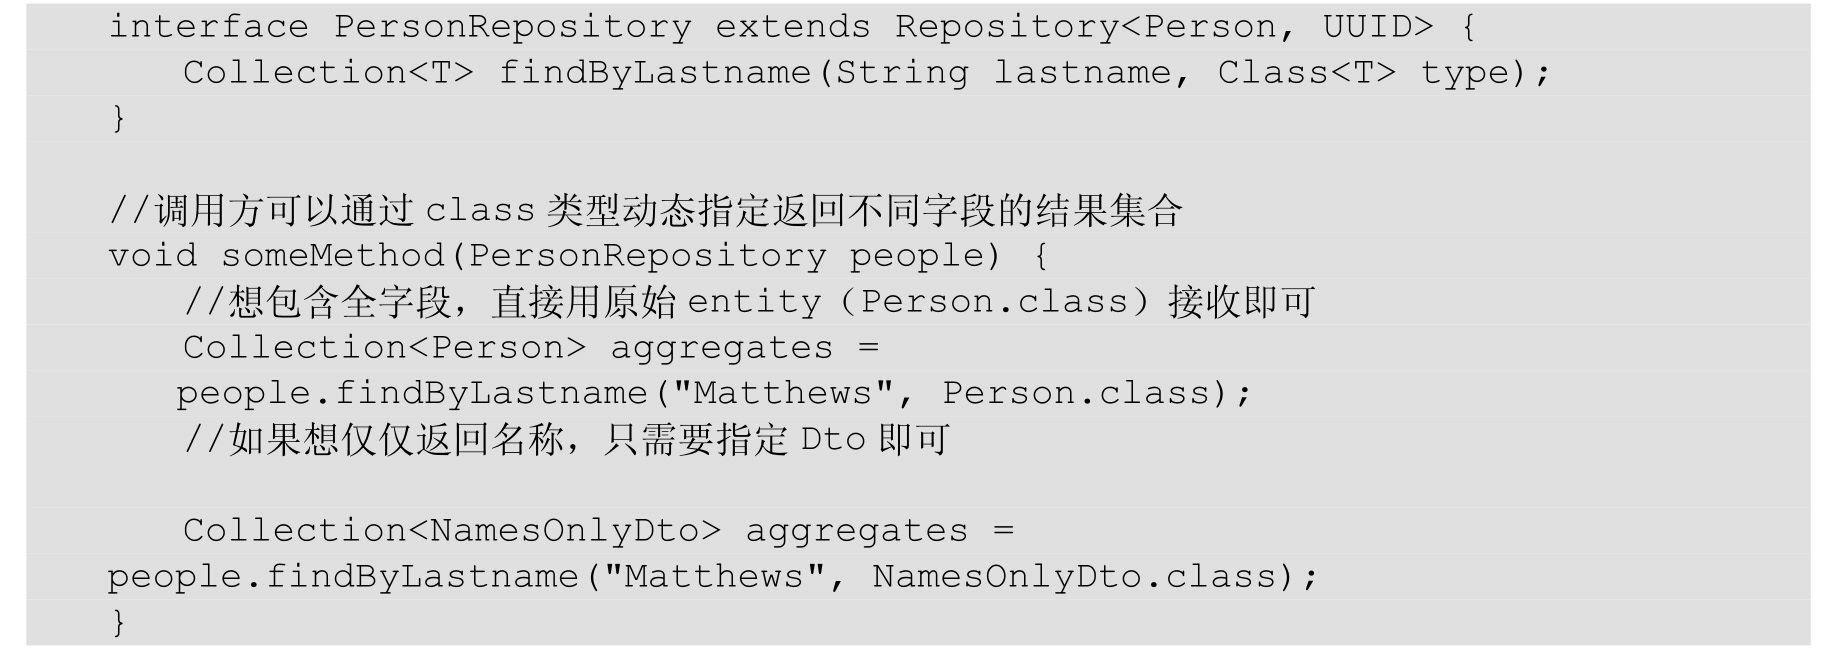 interface PersonRepository extends Repository<Person, UUID> {
Collection<T> findByLastname(String lastname, Class<T> type);
}
//调用方可以通过 class 类型动态指定返回不同字段的结果集合
void someMethod(PersonRepository people) {
//想包含全字段，直接用原始 entity（Person.class）接收即可
Collection<Person> aggregates =
people.findByLastname("Matthews", Person.class);
//如果想仅仅返回名称，只需要指定 Dto 即可
Collection<NamesOnlyDto> aggregates =
people.findByLastname("Matthews", NamesOnlyDto.class);
}